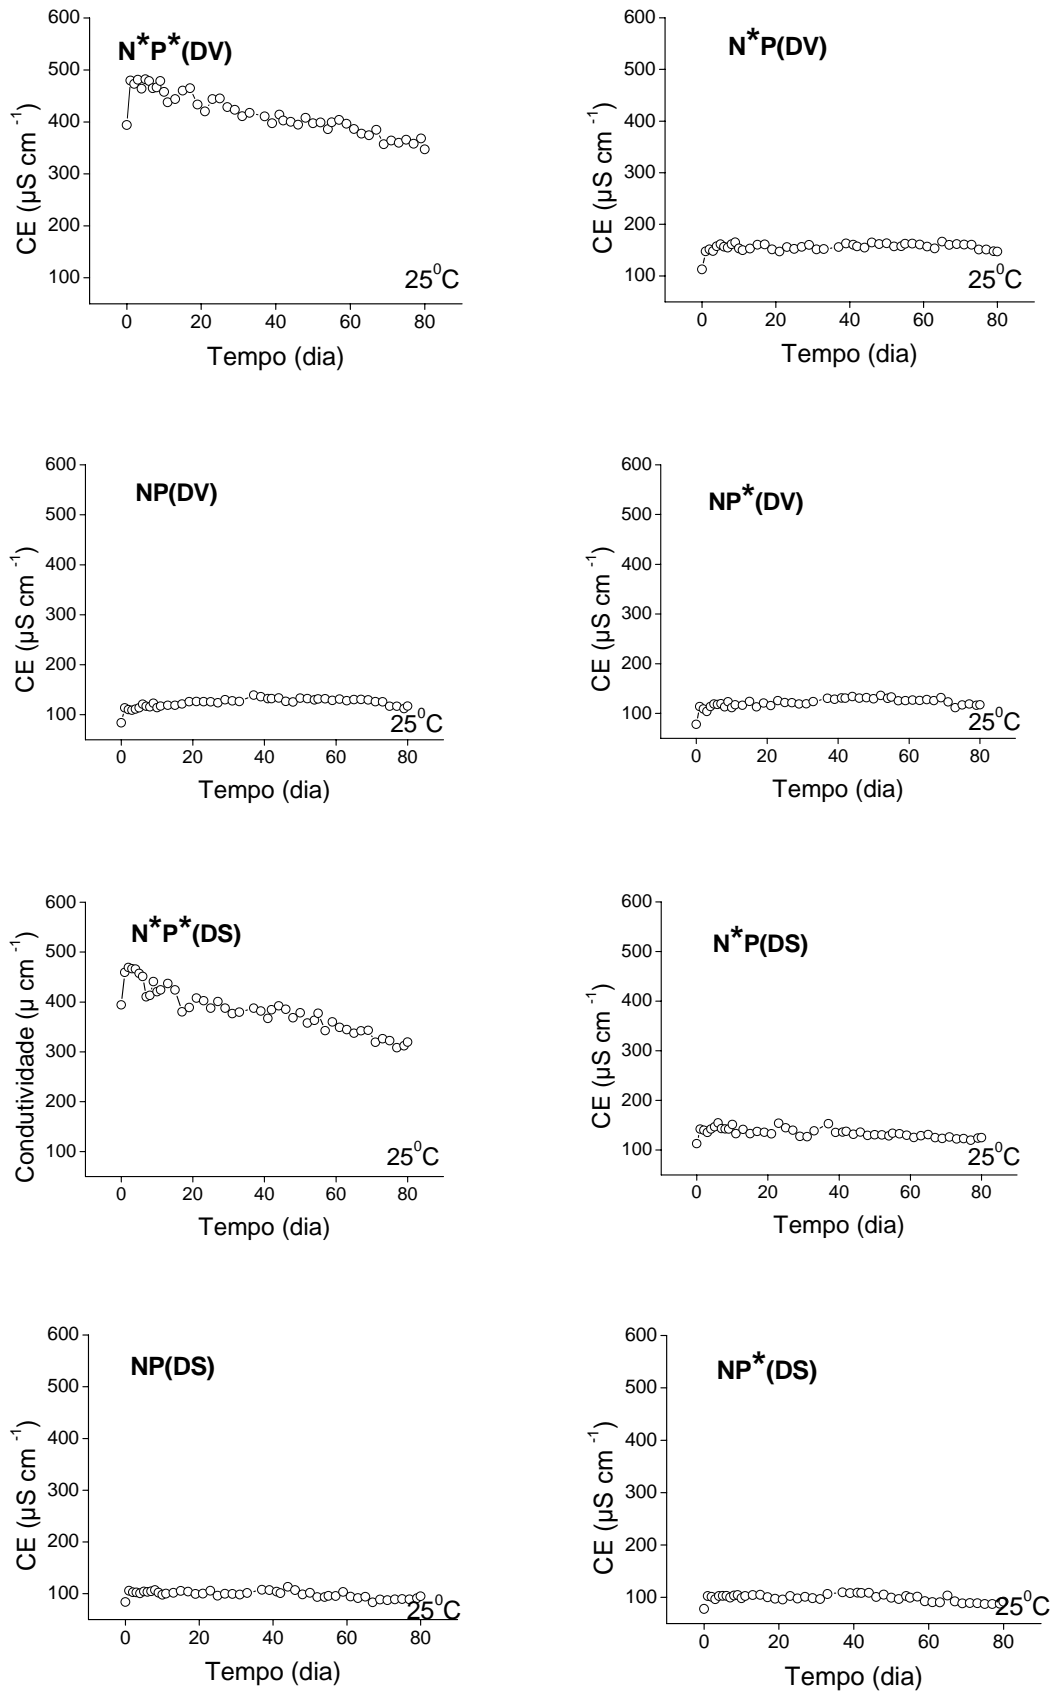 600
500
400
300
200
100
CE (µS cm⁻¹)
N*P*(DV)
25⁰C
0 20 40 60 80
Tempo (dia)
600
500
400
300
200
100
CE (µS cm⁻¹)
N*P(DV)
25⁰C
0 20 40 60 80
Tempo (dia)
600
500
400
300
200
100
CE (µS cm⁻¹)
NP(DV)
25⁰C
0 20 40 60 80
Tempo (dia)
600
500
400
300
200
100
CE (µS cm⁻¹)
NP*(DV)
25⁰C
0 20 40 60 80
Tempo (dia)
600
500
400
300
200
100
Condutividade (µ cm⁻¹)
N*P*(DS)
25⁰C
0 20 40 60 80
Tempo (dia)
600
500
400
300
200
100
CE (µS cm⁻¹)
N*P(DS)
25⁰C
0 20 40 60 80
Tempo (dia)
600
500
400
300
200
100
CE (µS cm⁻¹)
NP(DS)
25⁰C
0 20 40 60 80
Tempo (dia)
600
500
400
300
200
100
CE (µS cm⁻¹)
NP*(DS)
25⁰C
0 20 40 60 80
Tempo (dia)